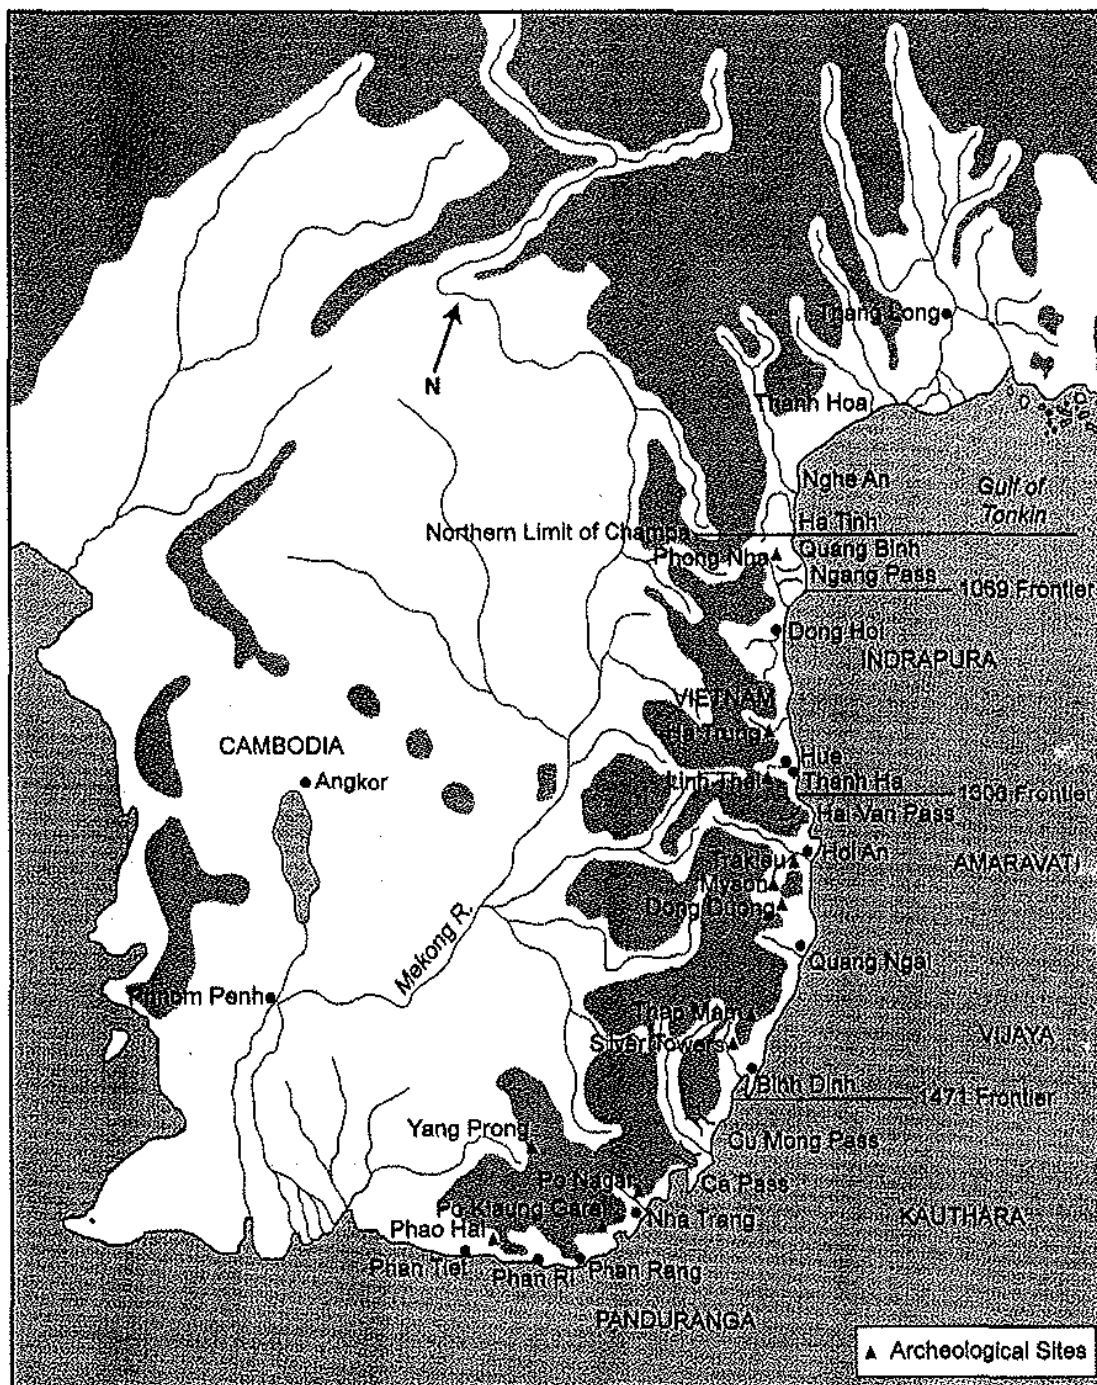 Thang Long
N
Thanh Hoa
Nghe An
Gulf of
Tonkin
Ha Tinh
Northern Limit of Champa
Quang Binh
Phong Nha
Ngang Pass
1069 Frontier
Dong Hoi
INDRAPURA
VIETNAM
Ha Trung
CAMBODIA
Hue
Angkor
Linh Thai
Thanh Ha
1306 Frontier
Hai Van Pass
Hoi An
Trakieu
AMARAVATI
Myson
Dong Duong
Mekong R.
Quang Ngai
Phnom Penh
Thap Mam
VIJAYA
Silver Towers
Binh Dinh
1471 Frontier
Yang Prong
Cu Mong Pass
Po Nagar
Ca Pass
Po Klaung Garai
Nha Trang
KAUTHARA
Phao Hai
Phan Tiet
Phan Ri
Phan Rang
PANDURANGA
▲ Archeological Sites